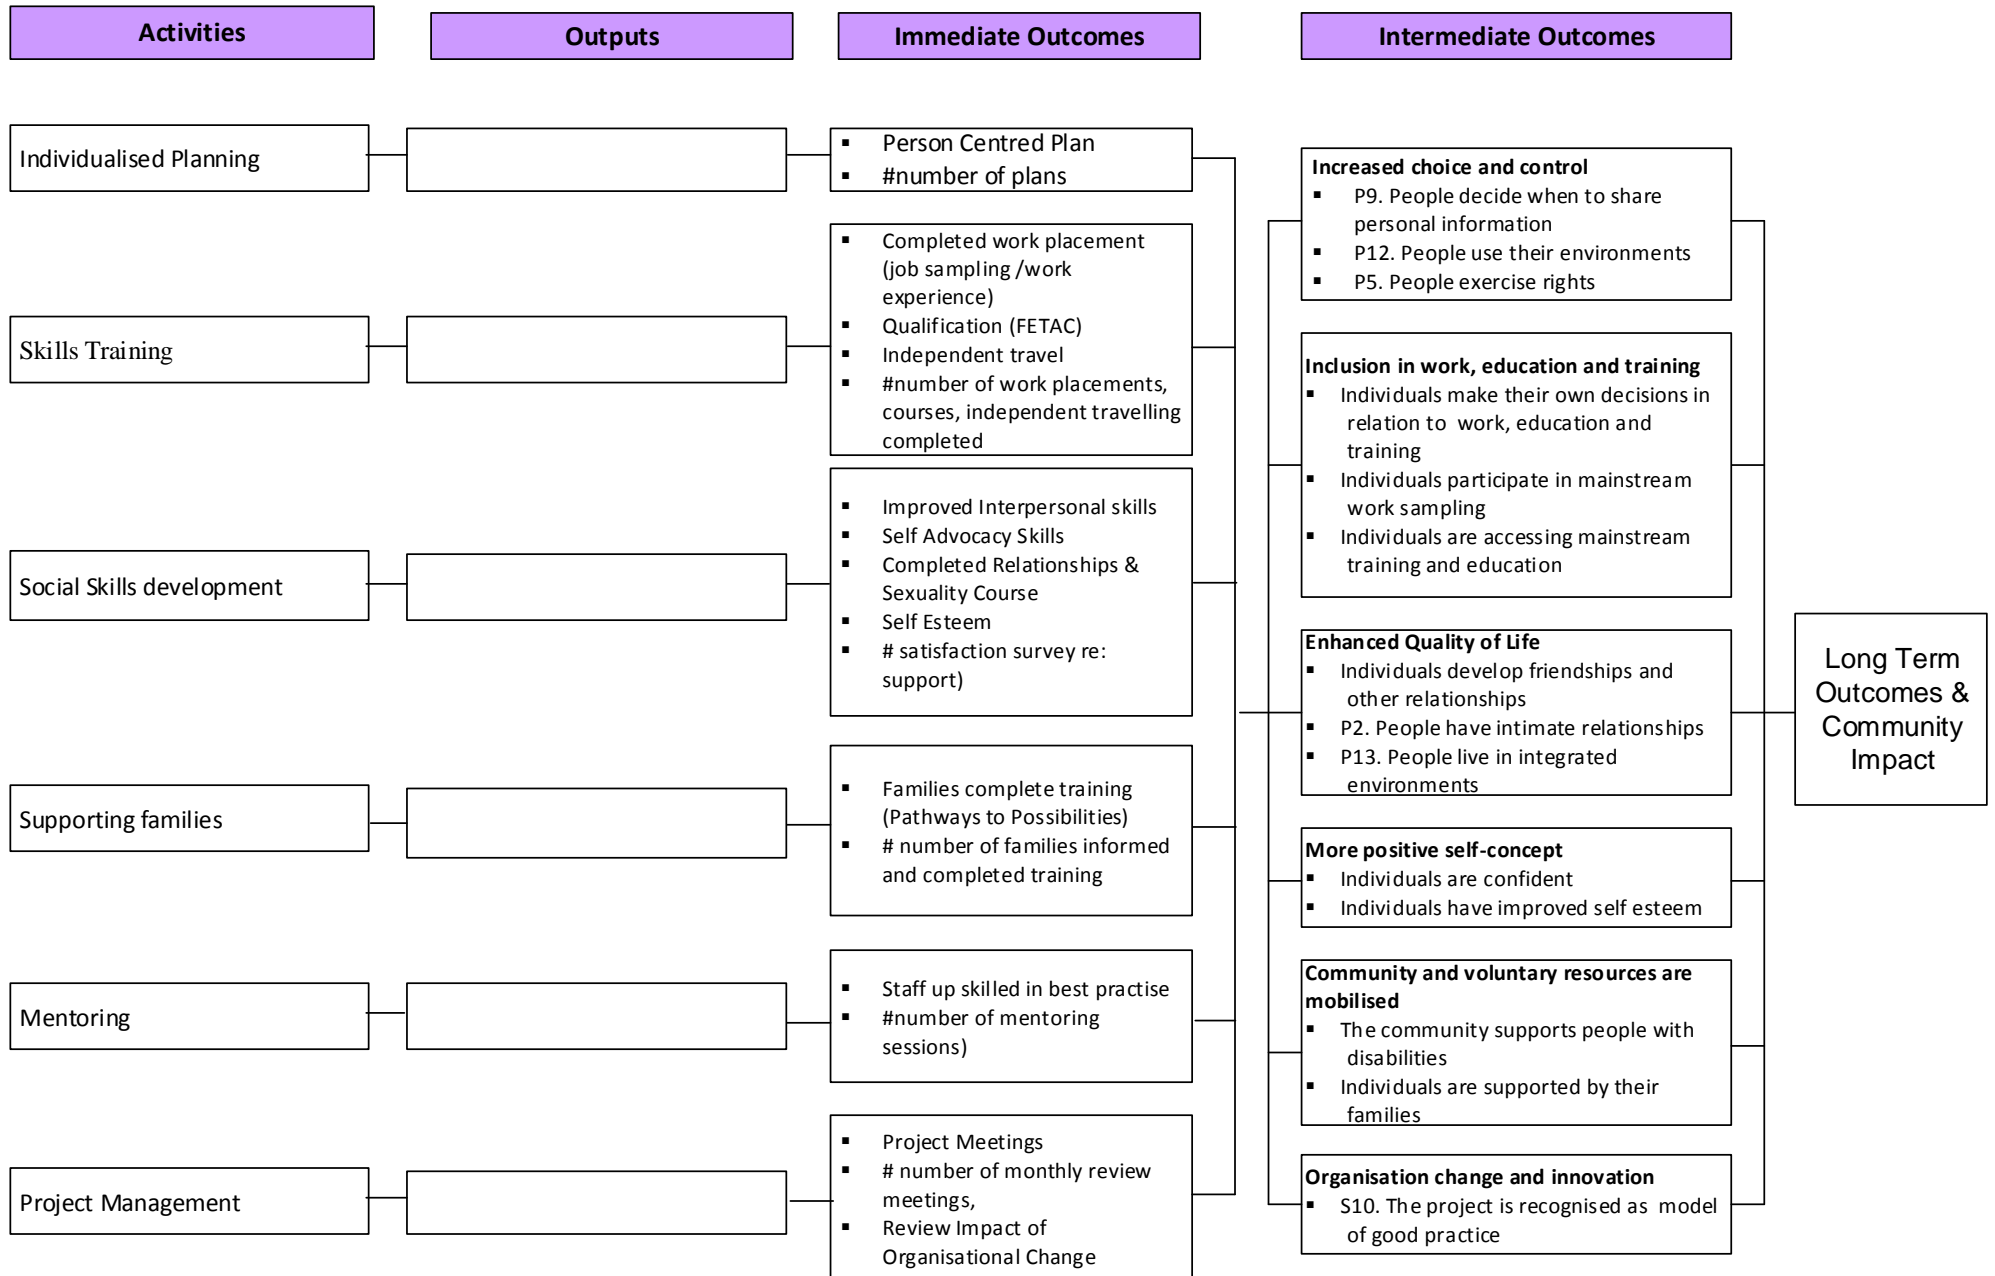 Activities
Outputs
Immediate Outcomes
Intermediate Outcomes
Individualised Planning
Skills Training
Social Skills development
Supporting families
Mentoring
Project Management
▪ Person Centred Plan
▪ #number of plans
▪ Completed work placement
(job sampling /work
experience)
▪ Qualification (FETAC)
▪ Independent travel
▪ #number of work placements,
courses, independent travelling
completed
▪ Improved Interpersonal skills
▪ Self Advocacy Skills
▪ Completed Relationships &
Sexuality Course
▪ Self Esteem
▪ # satisfaction survey re:
support)
▪ Families complete training
(Pathways to Possibilities)
▪ # number of families informed
and completed training
▪ Staff up skilled in best practise
▪ #number of mentoring
sessions)
▪ Project Meetings
▪ # number of monthly review
meetings,
▪ Review Impact of
Organisational Change
Increased choice and control
▪ P9. People decide when to share
personal information
▪ P12. People use their environments
▪ P5. People exercise rights
Inclusion in work, education and training
▪ Individuals make their own decisions in
relation to work, education and
training
▪ Individuals participate in mainstream
work sampling
▪ Individuals are accessing mainstream
training and education
Enhanced Quality of Life
▪ Individuals develop friendships and
other relationships
▪ P2. People have intimate relationships
▪ P13. People live in integrated
environments
More positive self-concept
▪ Individuals are confident
▪ Individuals have improved self esteem
Community and voluntary resources are
mobilised
▪ The community supports people with
disabilities
▪ Individuals are supported by their
families
Organisation change and innovation
▪ S10. The project is recognised as model
of good practice
Long Term
Outcomes &
Community
Impact